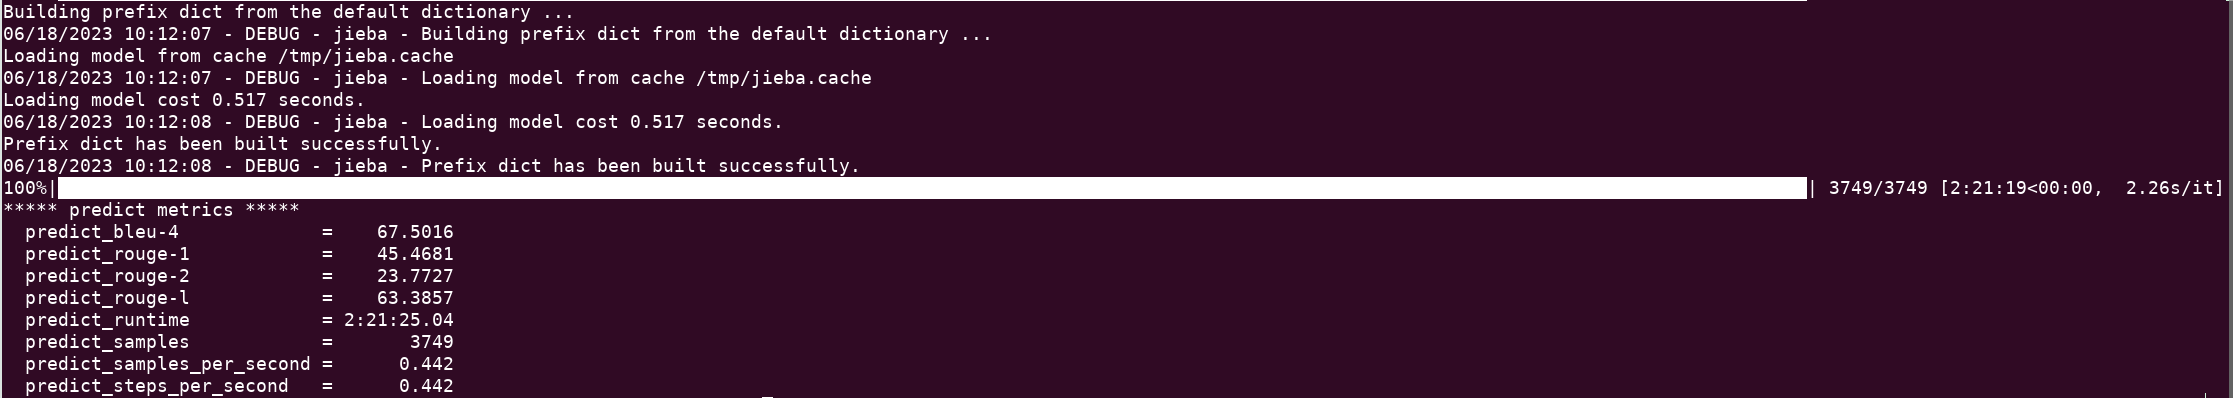 Building prefix dict from the default dictionary ...
06/18/2023 10:12:07 - DEBUG - jieba - Building prefix dict from the default dictionary ...
Loading model from cache /tmp/jieba.cache
06/18/2023 10:12:07 - DEBUG - jieba - Loading model from cache /tmp/jieba.cache
Loading model cost 0.517 seconds.
06/18/2023 10:12:08 - DEBUG - jieba - Loading model cost 0.517 seconds.
Prefix dict has been built successfully.
06/18/2023 10:12:08 - DEBUG - jieba - Prefix dict has been built successfully.
100%| | 3749/3749 [2:21:19<00:00,  2.26s/it]
***** predict metrics *****
  predict_bleu-4             =    67.5016
  predict_rouge-1            =    45.4681
  predict_rouge-2            =    23.7727
  predict_rouge-l            =    63.3857
  predict_runtime            = 2:21:25.04
  predict_samples            =       3749
  predict_samples_per_second =      0.442
  predict_steps_per_second   =      0.442